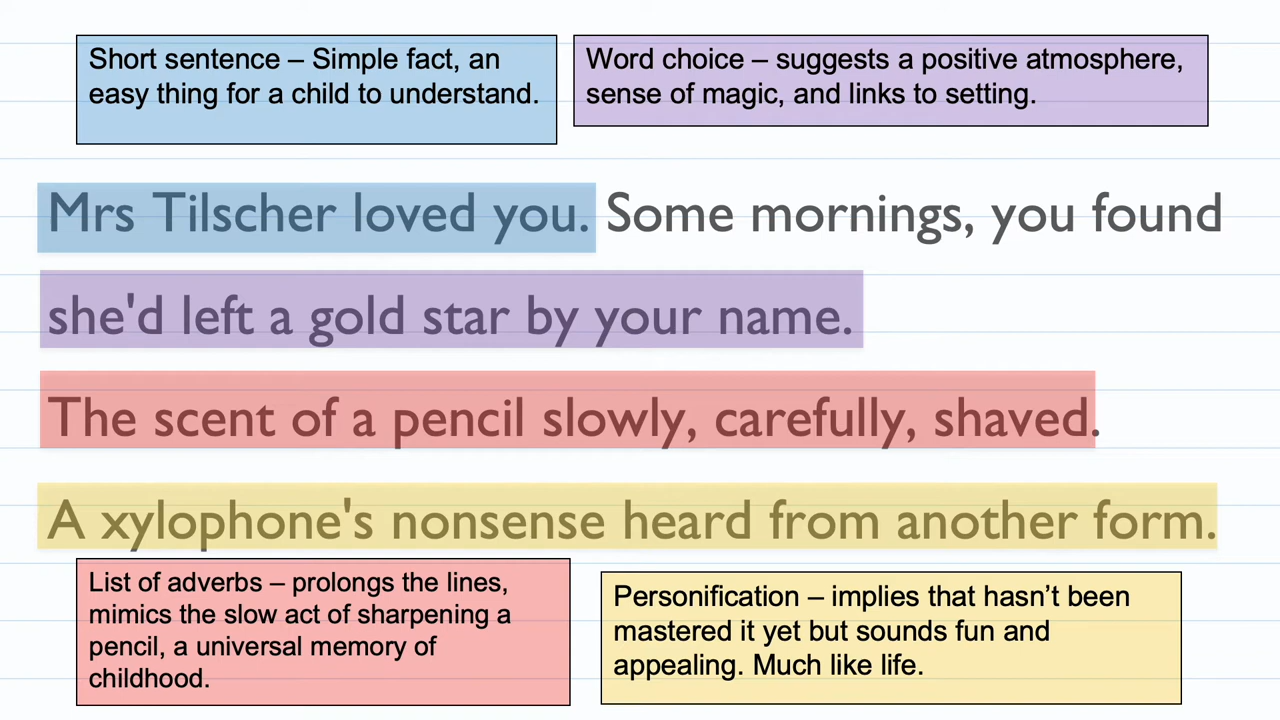 Short sentence – Simple fact, an
easy thing for a child to understand.
Word choice – suggests a positive atmosphere,
sense of magic, and links to setting.
Mrs Tilscher loved you. Some mornings, you found
she'd left a gold star by your name.
The scent of a pencil slowly, carefully, shaved.
A xylophone's nonsense heard from another form.
List of adverbs – prolongs the lines,
mimics the slow act of sharpening a
pencil, a universal memory of
childhood.
Personification – implies that hasn’t been
mastered it yet but sounds fun and
appealing. Much like life.